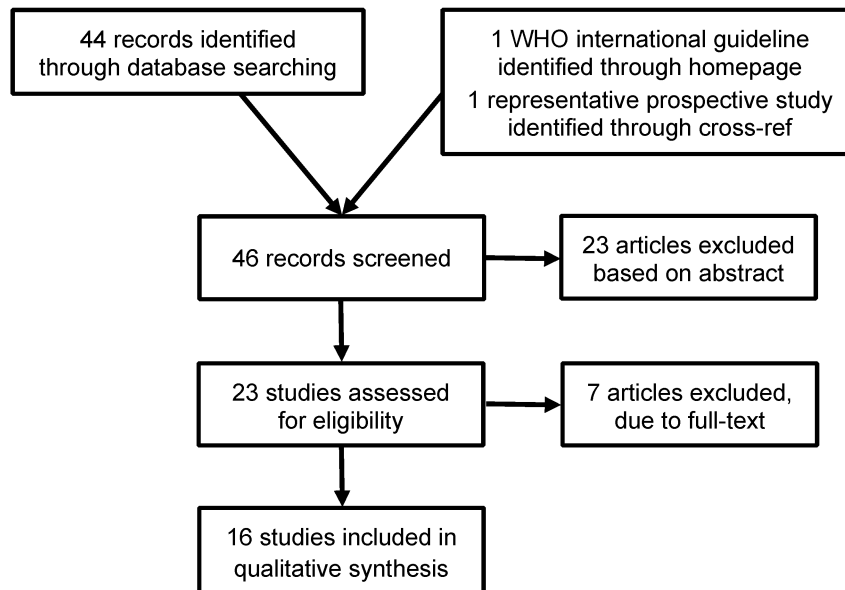 44 records identified
through database searching
1 WHO international guideline
identified through homepage
1 representative prospective study
identified through cross-ref
46 records screened
23 articles excluded
based on abstract
23 studies assessed
for eligibility
7 articles excluded,
due to full-text
16 studies included in
qualitative synthesis